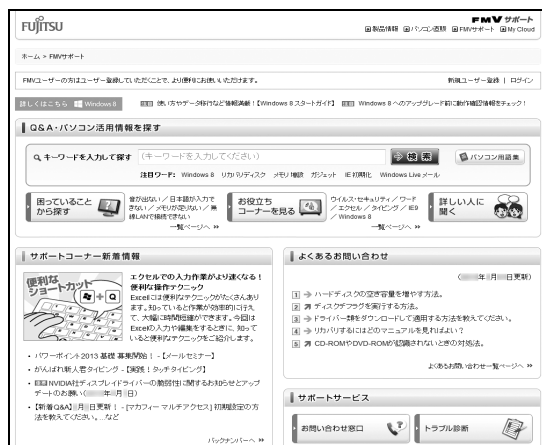 FUJITSU
FMVサポート
製品情報 パソコン直販 FMVサポート My Cloud
ホーム > FMVサポート
FMVユーザーの方はユーザー登録していただくことで、より便利にお使いいただけます。
新規ユーザー登録 | ログイン
詳しくはこちら Windows 8
使い方やデータ移行など情報満載!【Windows 8 スタートガイド】
Windows 8 へのアップグレード前に動作確認情報をチェック!
Q&A・パソコン活用情報を探す
キーワードを入力して探す (キーワードを入力してください) 検索 パソコン用語集
注目ワード: Windows 8 リカバリディスク メモリ増設 ガジェット IE 初期化 Windows Live メール
困っていること
から探す
音が出ない/日本語が入力で
きない/メモリが足りない/無
線LANで接続できない
一覧ページへ
お役立ち
コーナーを見る
ウイルス・セキュリティ/ワード
/エクセル/タイピング/IE9
/Windows 8
一覧ページへ
詳しい人に
聞く
サポートコーナー新着情報
便利な
ショートカット
+ Q
エクセルでの入力作業がより速くなる!
便利な操作テクニック
Excelには便利なテクニックがたくさんあり
ます。知っていると作業が効率的に行え
て、大幅に時間短縮ができます。今回は
Excelの入力や編集をするときに、知って
いると便利なテクニックをご紹介します。
・パワーポイント2013 基礎 募集開始! -【メールセミナー】
・がんばれ新人君タイピング -【実践!タッチタイピング】
・NVIDIA社ディスプレイドライバーの脆弱性に関するお知らせとアップ
デートのお願い(年月日)
・【新着Q&A】月日更新! -[マカフィー マルチアクセス] 初期設定の方
法を教えてください。...など
バックナンバーへ
よくあるお問い合わせ
(年月日更新)
1 ハードディスクの空き容量を増やす方法。
2 ディスクデフラグを実行する方法。
3 ドライバー類をダウンロードして適用する方法を教えてください。
4 リカバリするにはどのマニュアルを見ればよい?
5 CD-ROMやDVD-ROMが認識されないときの対処法。
よくあるお問い合わせ一覧ページへ
サポートサービス
お問い合わせ窓口
トラブル診断